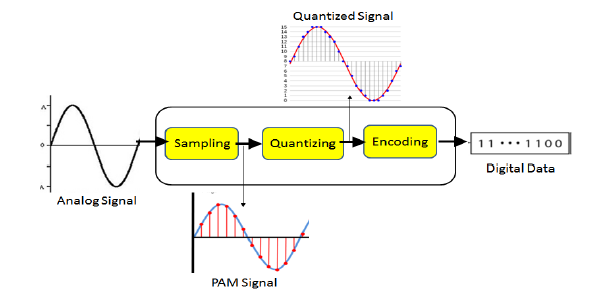 Quantized Signal
15
14
13
12
11
10
9
8
7
6
5
4
3
2
1
0
A
0
A
Sampling
Quantizing
Encoding
11 ••• 1100
Digital Data
Analog Signal
PAM Signal